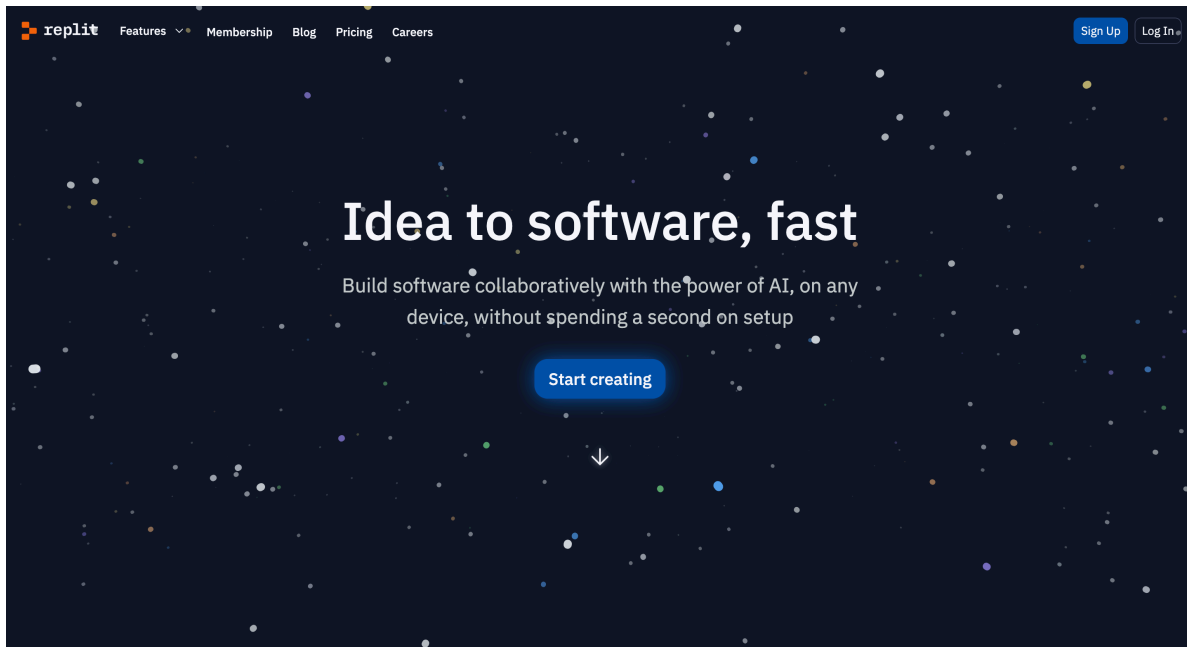 replit
Features
Membership
Blog
Pricing
Careers
Sign Up
Log In
Idea to software, fast
Build software collaboratively with the power of AI, on any
device, without spending a second on setup
Start creating